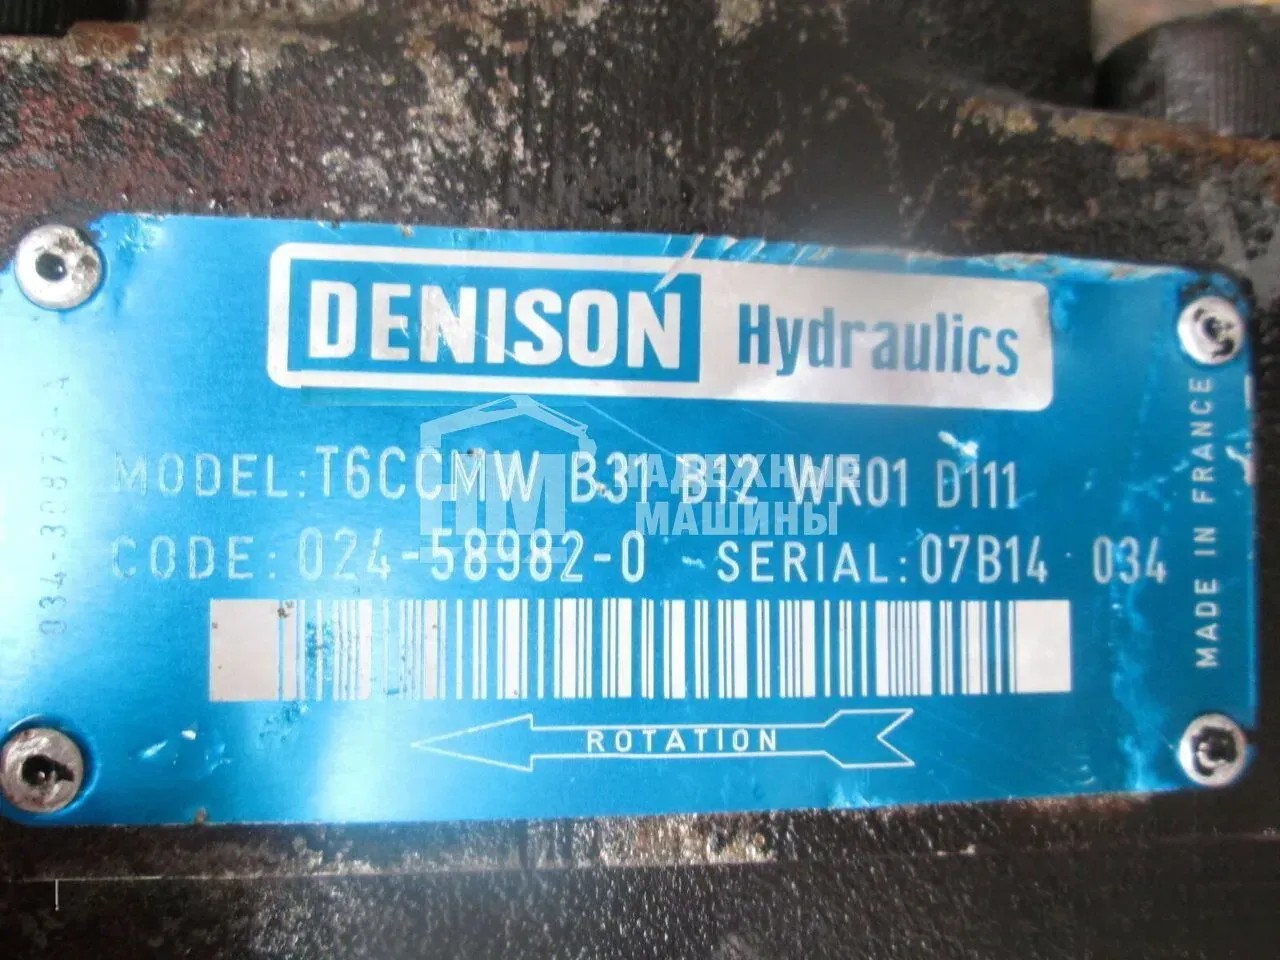 DENISON Hydraulics
MODEL: T6CCMW B31 B12 WR01 D111
CODE: 024-58982-0 SERIAL: 07B14 034
ROTATION
034-30873-A
MADE IN FRANCE
НАДЕЖНЫЕ
МАШИНЫ